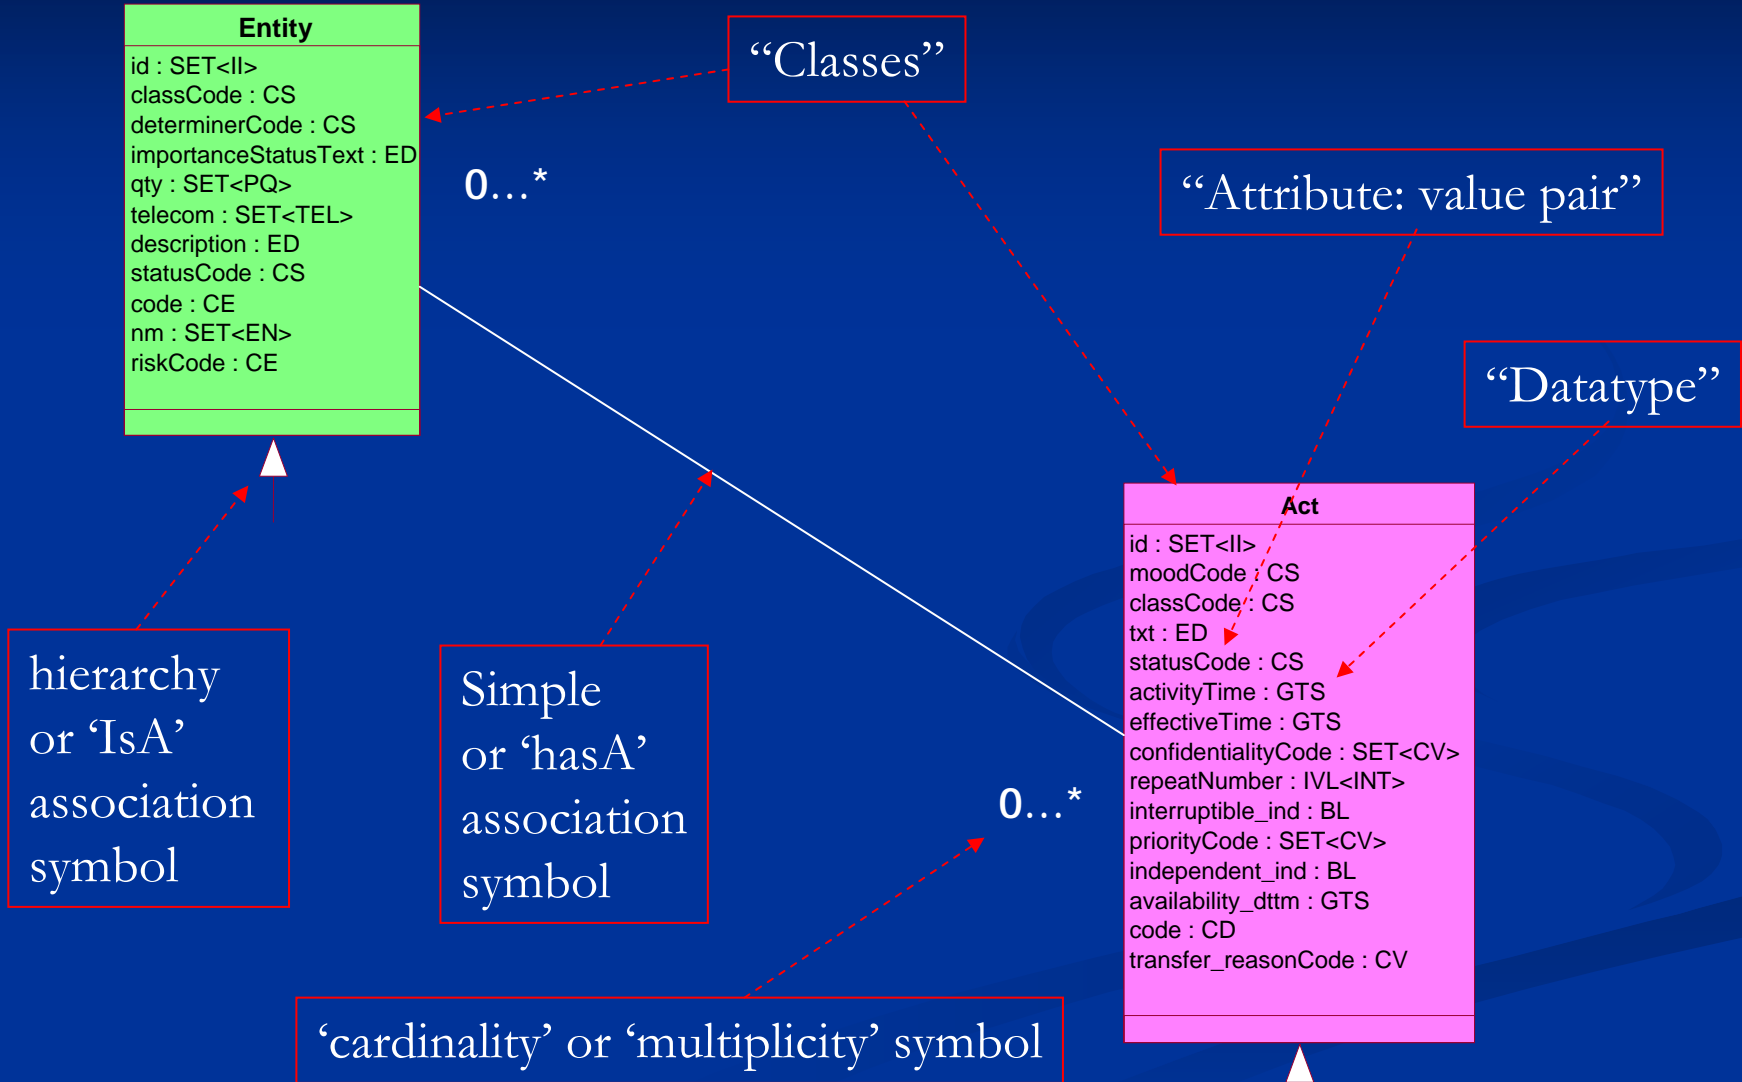 Entity
id : SET<II>
classCode : CS
determinerCode : CS
importanceStatusText : ED
qty : SET<PQ>
telecom : SET<TEL>
description : ED
statusCode : CS
code : CE
nm : SET<EN>
riskCode : CE
“Classes”
0...*
“Attribute: value pair”
“Datatype”
Act
id : SET<II>
moodCode : CS
classCode : CS
txt : ED
statusCode : CS
activityTime : GTS
effectiveTime : GTS
confidentialityCode : SET<CV>
repeatNumber : IVL<INT>
interruptible_ind : BL
priorityCode : SET<CV>
independent_ind : BL
availability_dttm : GTS
code : CD
transfer_reasonCode : CV
hierarchy
or ‘IsA’
association
symbol
Simple
or ‘hasA’
association
symbol
0...*
‘cardinality’ or ‘multiplicity’ symbol